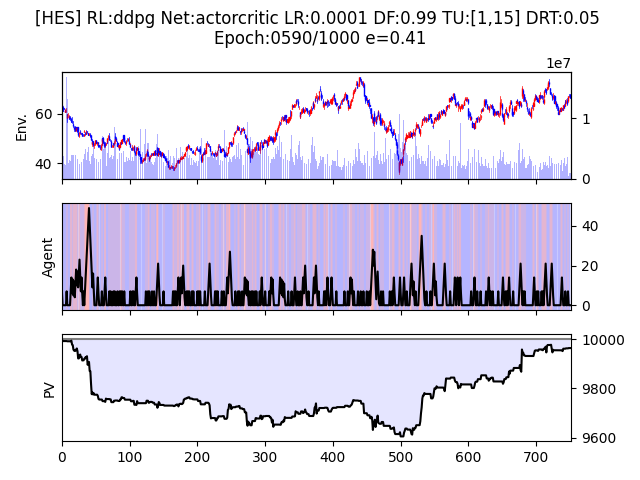 [HES] RL:ddpg Net:actorcritic LR:0.0001 DF:0.99 TU:[1,15] DRT:0.05
Epoch:0590/1000 e=0.41
1e7
Env.
60
40
1
0
Agent
40
20
0
PV
10000
9800
9600
0 100 200 300 400 500 600 700